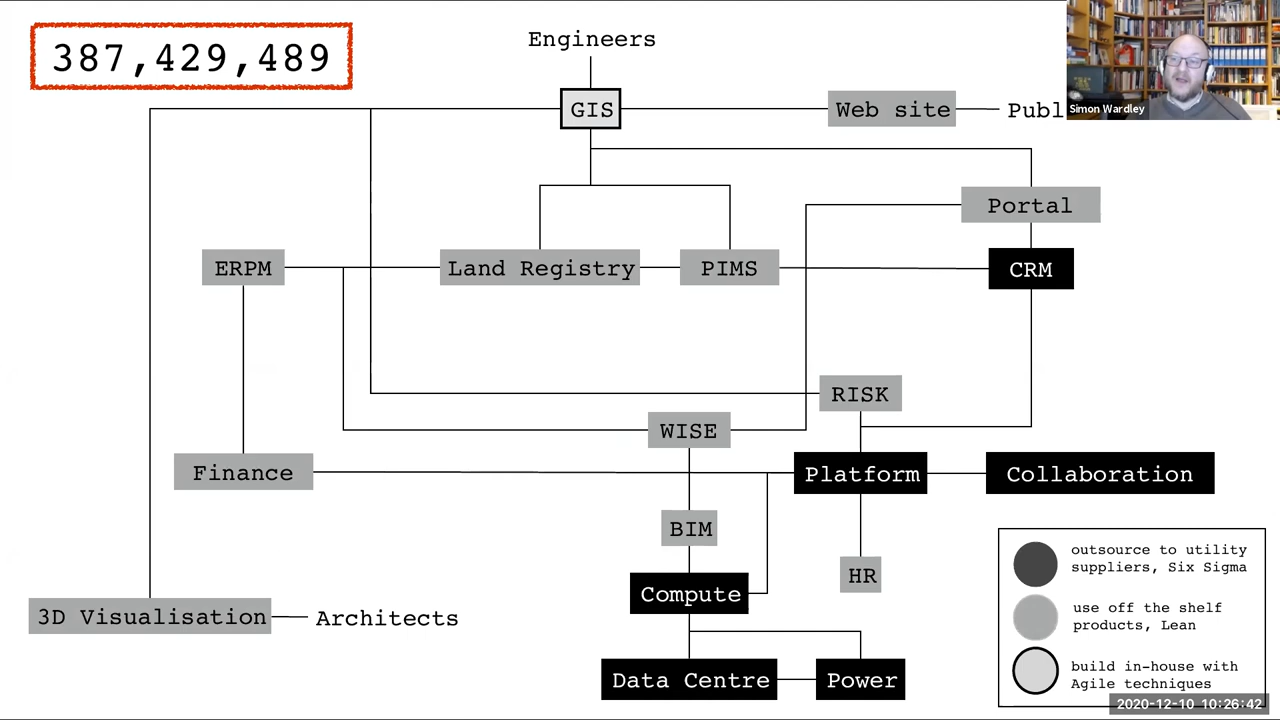 387,429,489
Engineers
GIS
Web site
Publ
Simon Wardley
Portal
ERPM
Land Registry
PIMS
CRM
RISK
WISE
Finance
Platform
Collaboration
BIM
HR
Compute
3D Visualisation
Architects
Data Centre
Power
outsource to utility
suppliers, Six Sigma
use off the shelf
products, Lean
build in-house with
Agile techniques
2020-12-10 10:26:42